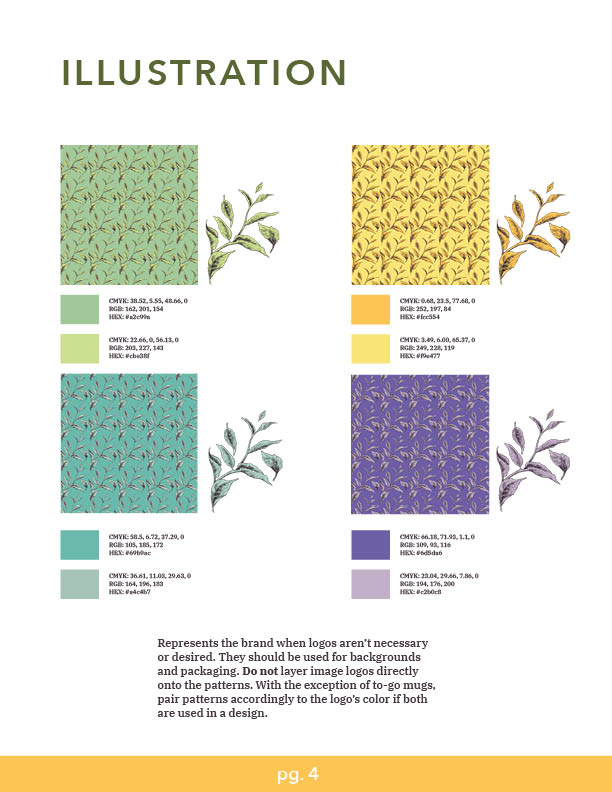 ILLUSTRATION
CMYK: 38.52, 5.55, 48.66, 0
RGB: 162, 201, 154
HEX: #a2c99a
CMYK: 22.66, 0, 56.13, 0
RGB: 203, 227, 143
HEX: #cbe38f
CMYK: 0.68, 23.5, 77.68, 0
RGB: 252, 197, 84
HEX: #fcc554
CMYK: 3.49, 6.00, 65.37, 0
RGB: 249, 228, 119
HEX: #f9e477
CMYK: 58.5, 6.72, 37.29, 0
RGB: 105, 185, 172
HEX: #69b9ac
CMYK: 36.61, 11.03, 29.63, 0
RGB: 164, 196, 183
HEX: #a4c4b7
CMYK: 66.18, 71.93, 1.1, 0
RGB: 109, 93, 116
HEX: #6d5da6
CMYK: 23.04, 29.66, 7.86, 0
RGB: 194, 176, 200
HEX: #c2b0c8
Represents the brand when logos aren’t necessary
or desired. They should be used for backgrounds
and packaging. Do not layer image logos directly
onto the patterns. With the exception of to-go mugs,
pair patterns accordingly to the logo’s color if both
are used in a design.
pg. 4